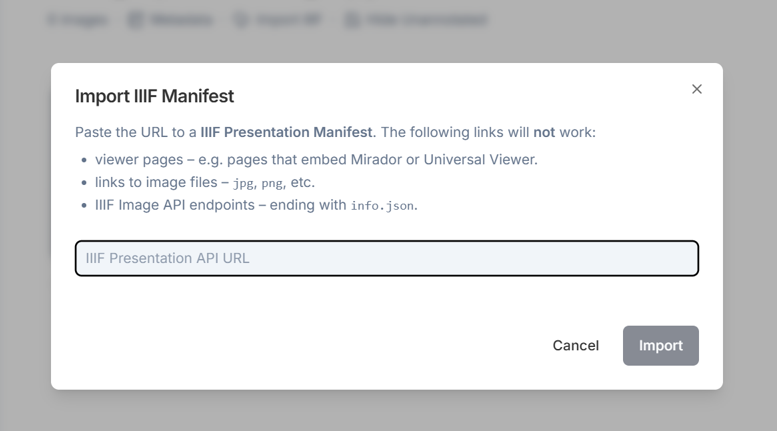 Images Metadata Import IIIF Hide Unannotated
Import IIIF Manifest
Paste the URL to a IIIF Presentation Manifest. The following links will not work:
• viewer pages – e.g. pages that embed Mirador or Universal Viewer.
• links to image files – jpg, png, etc.
• IIIF Image API endpoints – ending with info.json.
IIIF Presentation API URL
Cancel Import